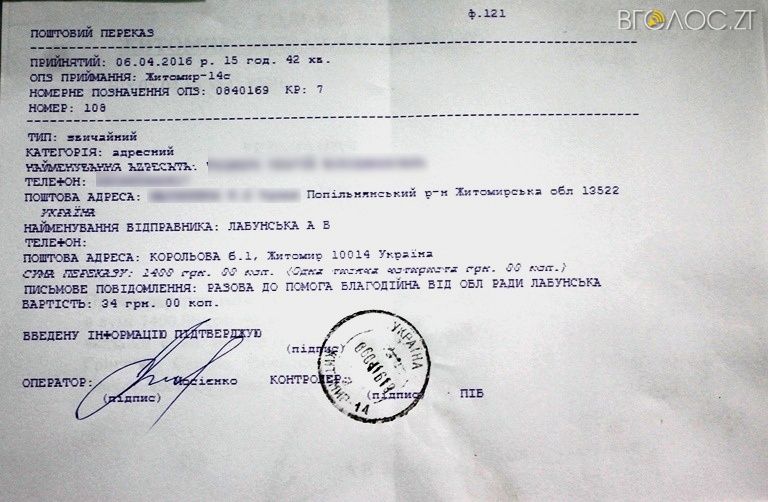 ф.121
ВГОЛОС.ZT
ПОШТОВИЙ ПЕРЕКАЗ
ПРИЙНЯТИЙ: 06.04.2016 р. 15 год. 42 хв.
ОПЗ ПРИЙМАННЯ: Житомир-14с
НОМЕРНЕ ПОЗНАЧЕННЯ ОПЗ: 0840169 КР: 7
НОМЕР: 108
ТИП: звичайний
КАТЕГОРІЯ: адресний
НАЙМЕНУВАННЯ АДРЕСАТА:
ТЕЛЕФОН:
ПОШТОВА АДРЕСА: Попільнянський р-н Житомирська обл 13522
УКРАЇНА
НАЙМЕНУВАННЯ ВІДПРАВНИКА: ЛАБУНСЬКА А В
ТЕЛЕФОН:
ПОШТОВА АДРЕСА: КОРОЛЬОВА б.1, Житомир 10014 Україна
СУМА ПЕРЕКАЗУ: 1400 грн. 00 коп. (Одна тисяча чотириста грн. 00 коп.)
ПИСЬМОВЕ ПОВІДОМЛЕННЯ: РАЗОВА ДО ПОМОГА БЛАГОДІЙНА ВІД ОБЛ РАДИ ЛАБУНСЬКА
ВАРТІСТЬ: 34 грн. 00 коп.
ВВЕДЕНУ ІНФОРМАЦІЮ ПІДТВЕРДЖУЮ
(підпис)
ОПЕРАТОР: КОНТРОЛЕР:
(підпис) (підпис) ПІБ
УКРАЇНА
ЖИТОМИР-14